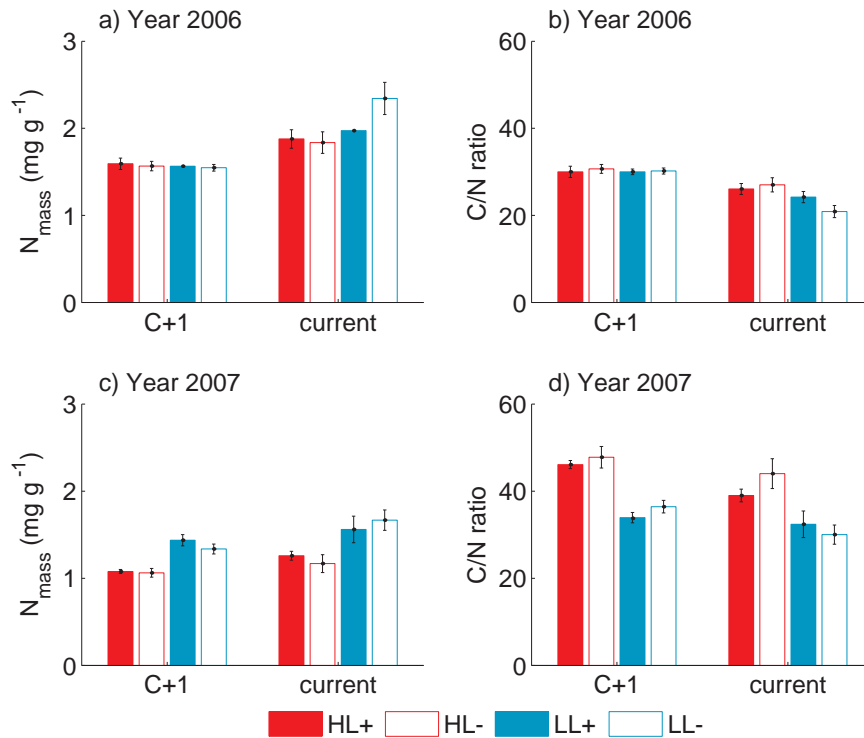 a) Year 2006
b) Year 2006
3
2
1
0
N_mass (mg g^-1)
C+1 current
60
40
20
0
C/N ratio
C+1 current
c) Year 2007
d) Year 2007
3
2
1
0
N_mass (mg g^-1)
C+1 current
60
40
20
0
C/N ratio
C+1 current
HL+ HL- LL+ LL-